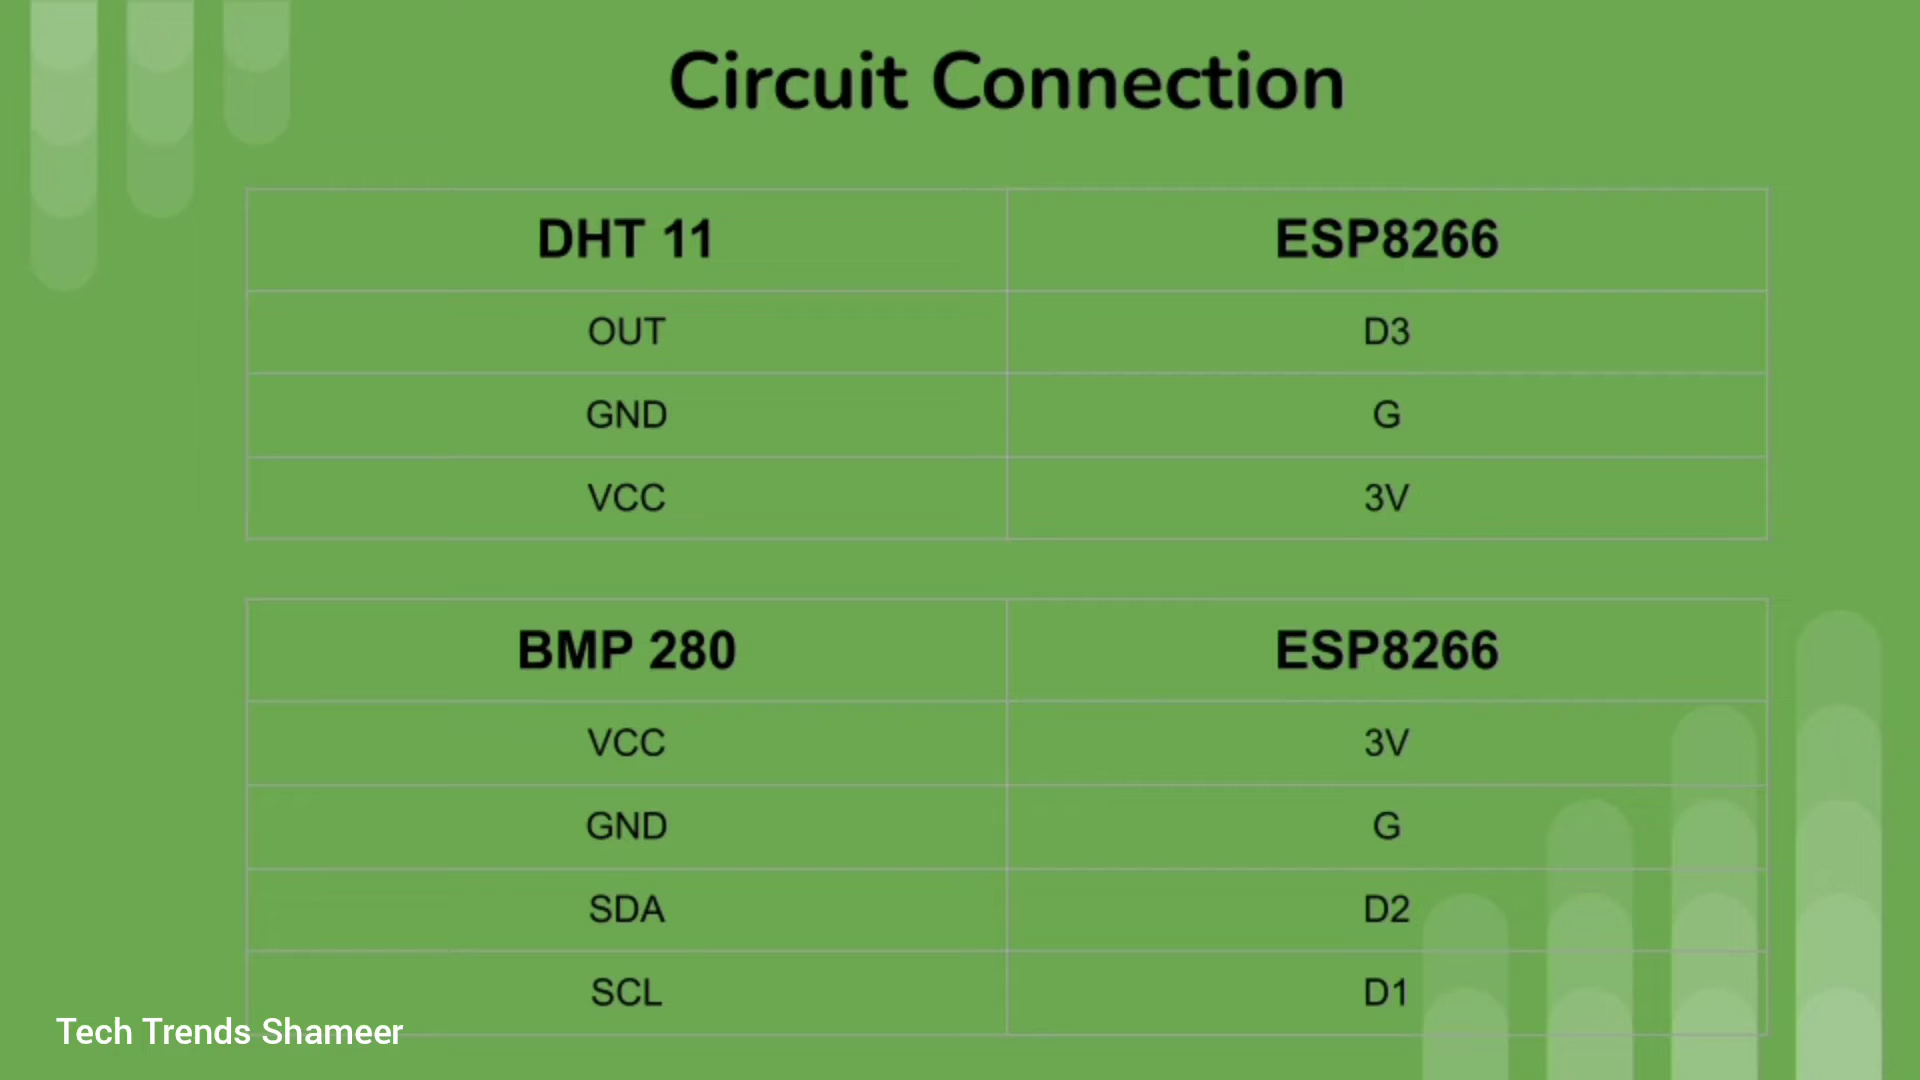 Circuit Connection
DHT 11 ESP8266
OUT D3
GND G
VCC 3V
BMP 280 ESP8266
VCC 3V
GND G
SDA D2
SCL D1
Tech Trends Shameer